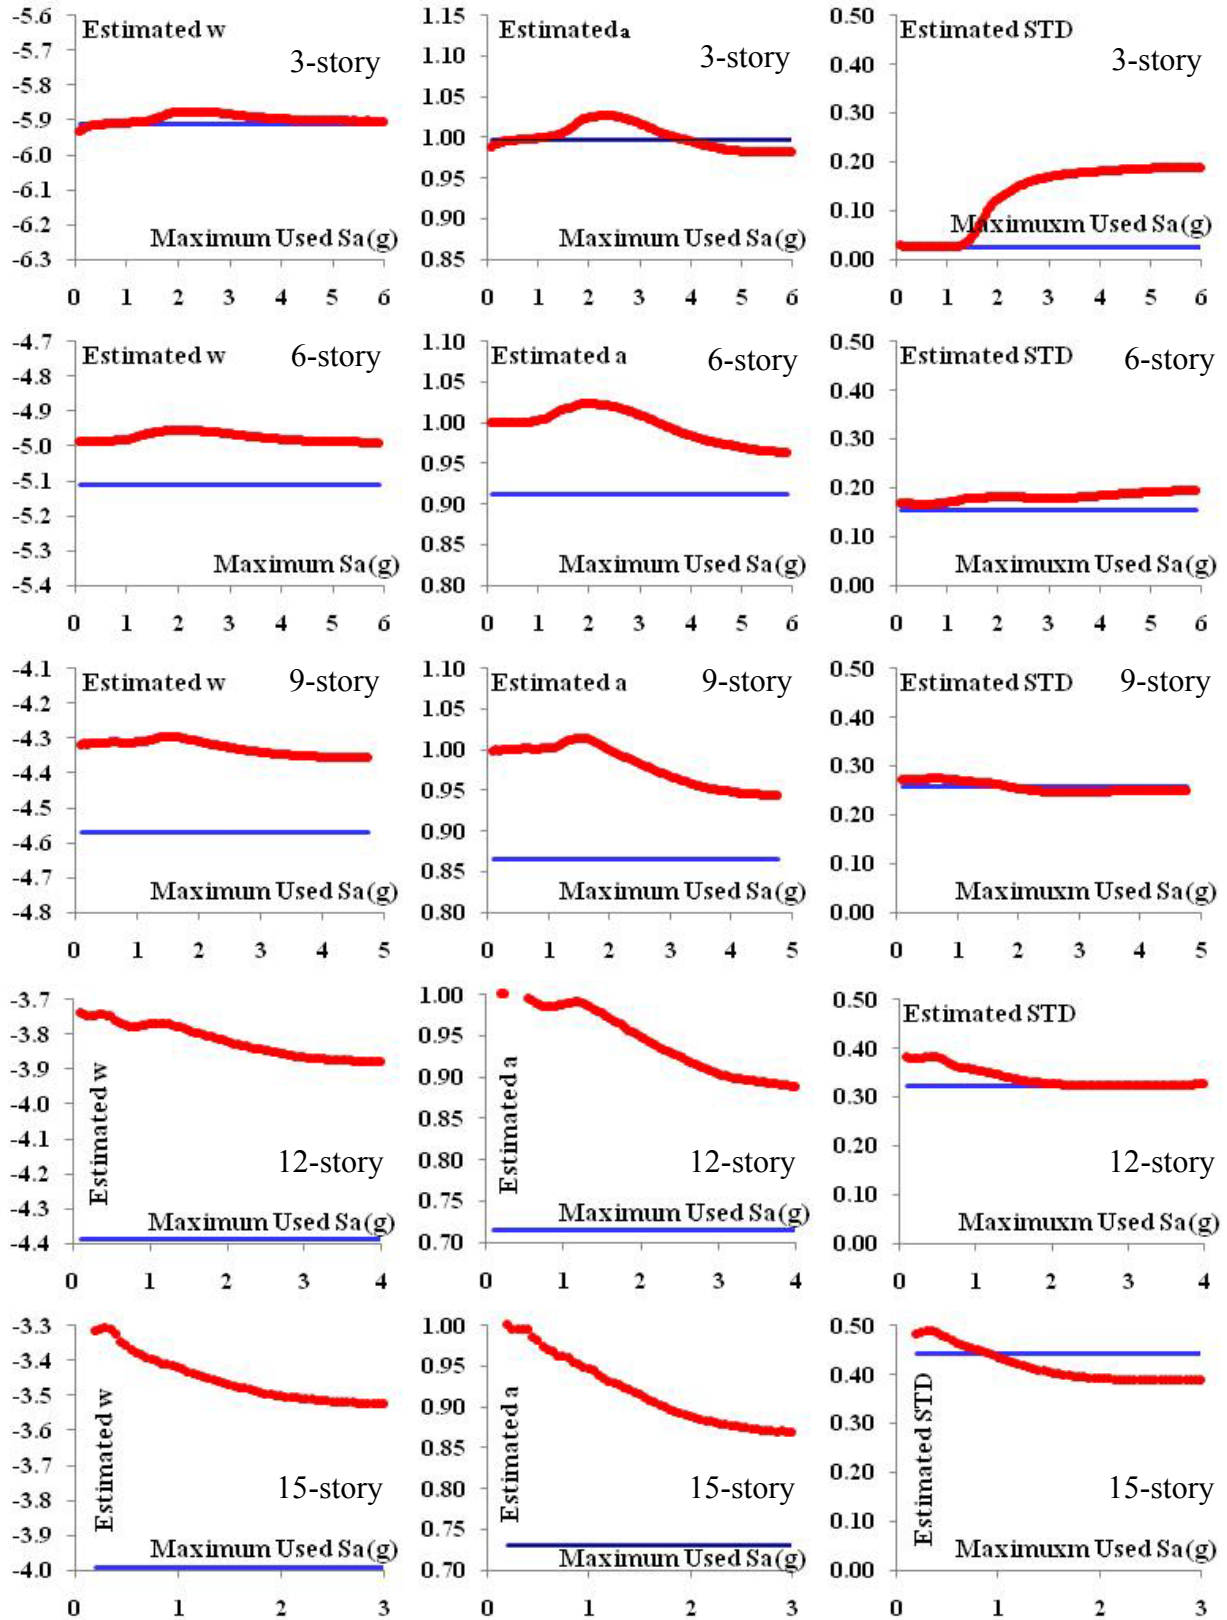 -5.6
-5.7
-5.8
-5.9
-6.0
-6.1
-6.2
-6.3
Estimated w
3-story
Maximum Used Sa(g)
0 1 2 3 4 5 6
1.15
1.10
1.05
1.00
0.95
0.90
0.85
Estimated a
3-story
Maximum Used Sa(g)
0 1 2 3 4 5 6
0.50
0.40
0.30
0.20
0.10
0.00
Estimated STD
3-story
Maximuxm Used Sa(g)
0 1 2 3 4 5 6
-4.7
-4.8
-4.9
-5.0
-5.1
-5.2
-5.3
-5.4
Estimated w
6-story
Maximum Sa(g)
0 1 2 3 4 5 6
1.10
1.05
1.00
0.95
0.90
0.85
0.80
Estimated a
6-story
Maximum Used Sa(g)
0 1 2 3 4 5 6
0.50
0.40
0.30
0.20
0.10
0.00
Estimated STD
6-story
Maximuxm Used Sa(g)
0 1 2 3 4 5 6
-4.1
-4.2
-4.3
-4.4
-4.5
-4.6
-4.7
-4.8
Estimated w
9-story
Maximum Used Sa(g)
0 1 2 3 4 5
1.10
1.05
1.00
0.95
0.90
0.85
0.80
Estimated a
9-story
Maximum Used Sa(g)
0 1 2 3 4 5
0.50
0.40
0.30
0.20
0.10
0.00
Estimated STD
9-story
Maximuxm Used Sa(g)
0 1 2 3 4 5
-3.7
-3.8
-3.9
-4.0
-4.1
-4.2
-4.3
-4.4
Estimated w
12-story
Maximum Used Sa(g)
0 1 2 3 4
1.00
0.95
0.90
0.85
0.80
0.75
0.70
Estimated a
12-story
Maximum Used Sa(g)
0 1 2 3 4
0.50
0.40
0.30
0.20
0.10
0.00
Estimated STD
12-story
Maximuxm Used Sa(g)
0 1 2 3 4
-3.3
-3.4
-3.5
-3.6
-3.7
-3.8
-3.9
-4.0
Estimated w
15-story
Maximum Used Sa(g)
0 1 2 3
1.00
0.95
0.90
0.85
0.80
0.75
0.70
Estimated a
15-story
Maximum Used Sa(g)
0 1 2 3
0.50
0.40
0.30
0.20
0.10
0.00
Estimated STD
15-story
Maximuxm Used Sa(g)
0 1 2 3